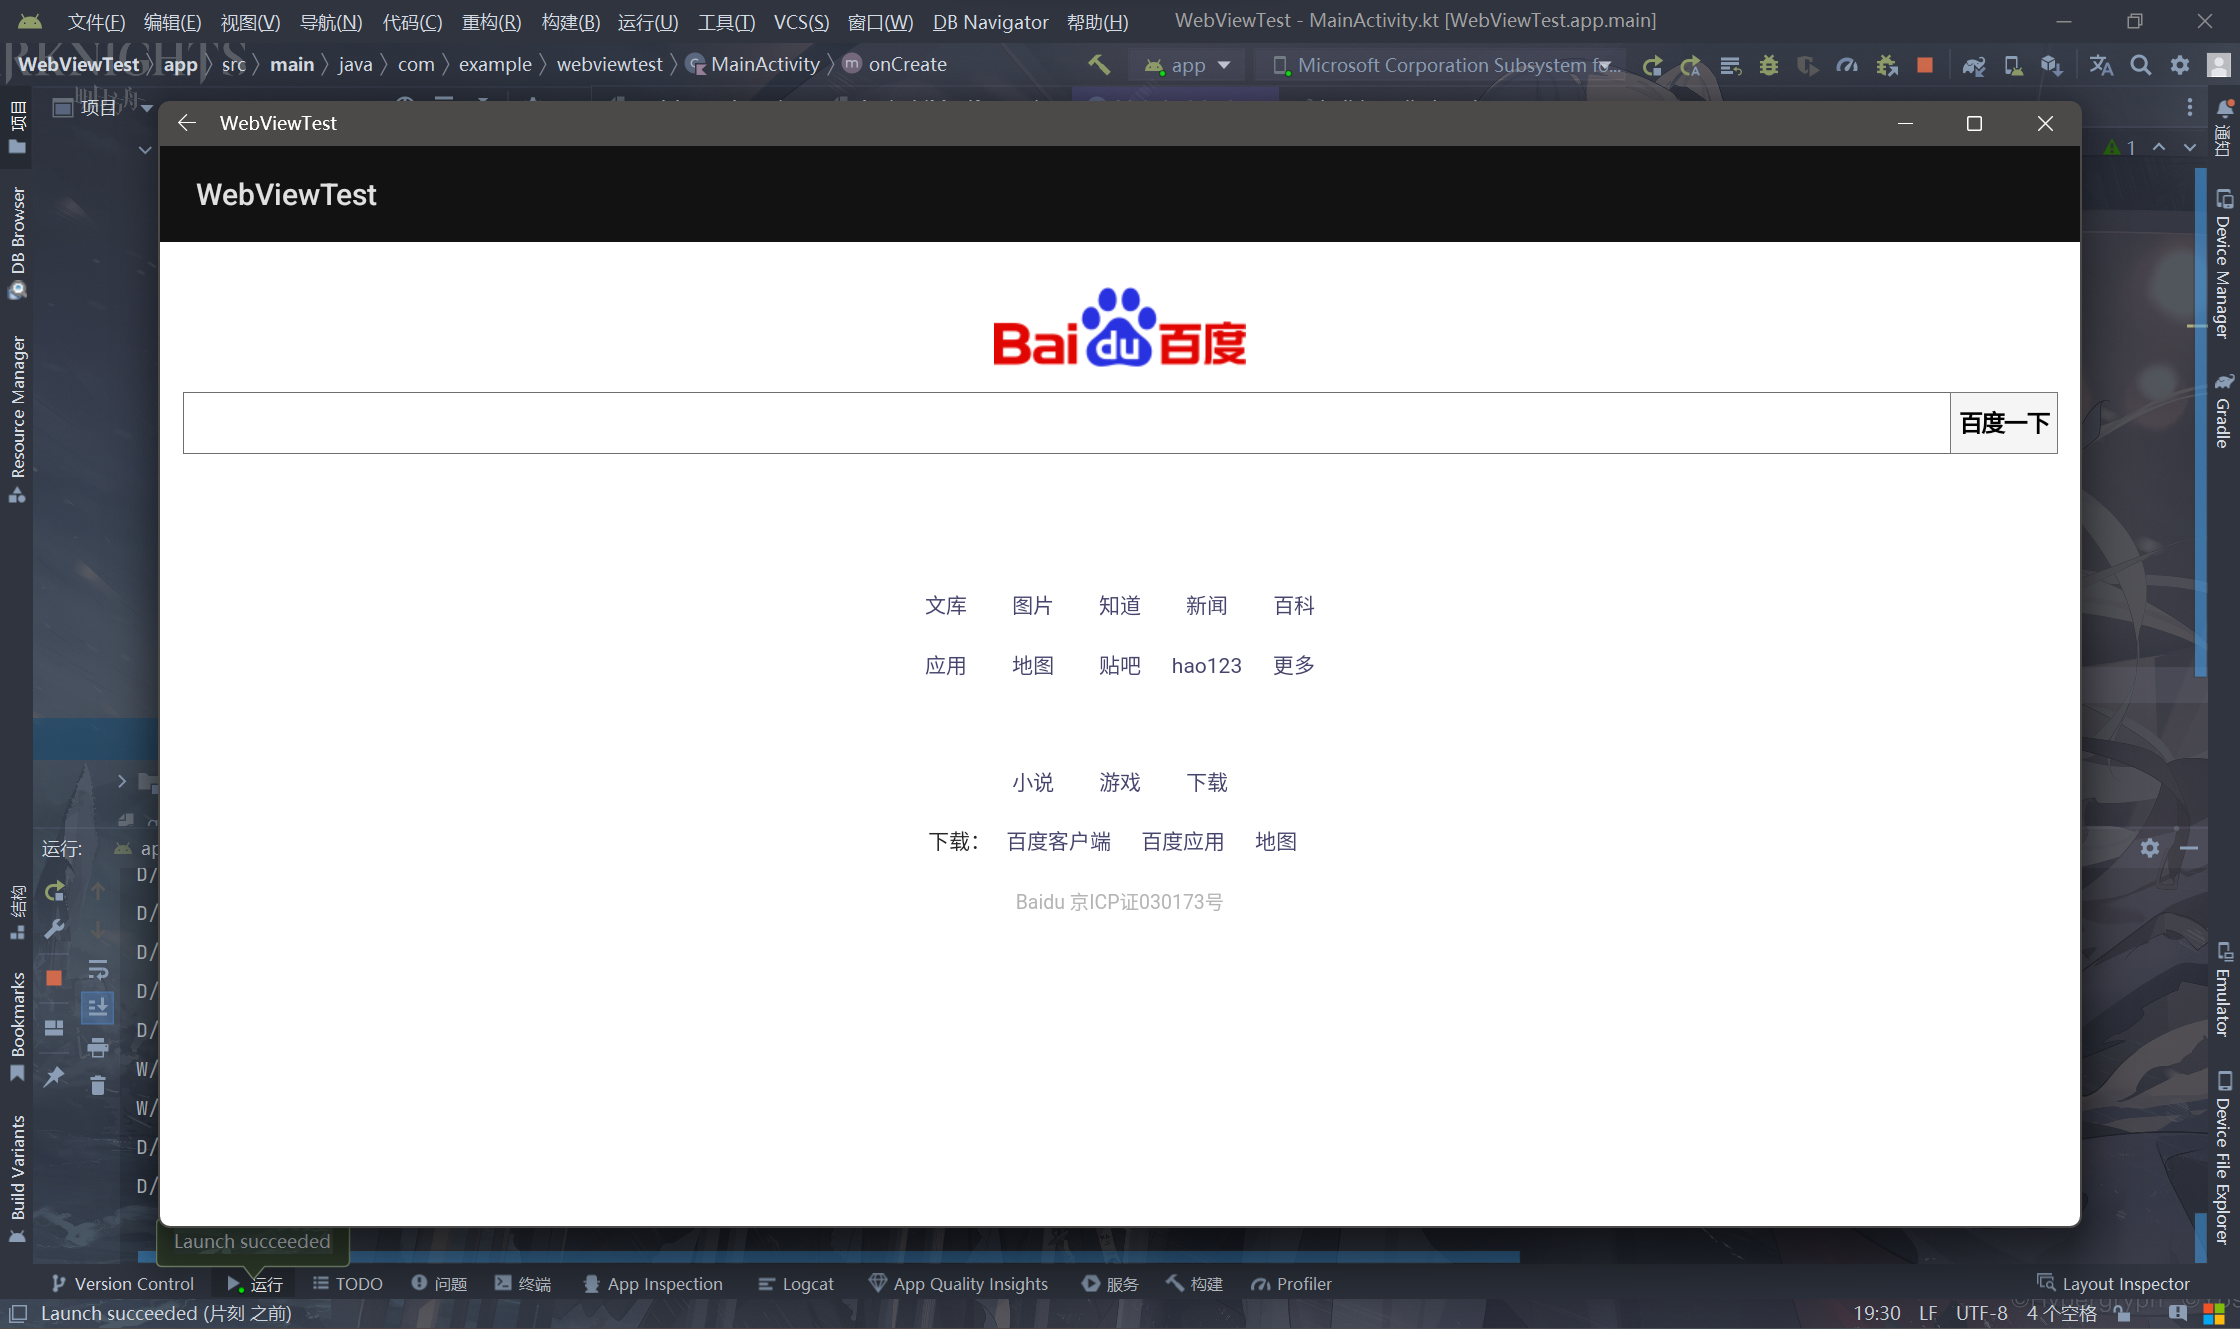 文件(F) 编辑(E) 视图(V) 导航(N) 代码(C) 重构(R) 构建(B) 运行(U) 工具(T) VCS(S) 窗口(W) DB Navigator 帮助(H) WebViewTest - MainActivity.kt [WebViewTest.app.main]
WebViewTest app src main java com example webviewtest MainActivity onCreate app Microsoft Corporation Subsystem fo...
项目
项目
DB Browser
Resource Manager
结构
Bookmarks
Build Variants
WebViewTest
WebViewTest
Bai du 百度
百度一下
文库 图片 知道 新闻 百科
应用 地图 贴吧 hao123 更多
小说 游戏 下载
下载： 百度客户端 百度应用 地图
Baidu 京ICP证030173号
1
通知
Device Manager
Gradle
Emulator
Device File Explorer
运行: ap
D/
D/
D/
D/
D/
W/
W/
D/
D/
Launch succeeded
Version Control 运行 TODO 问题 终端 App Inspection Logcat App Quality Insights 服务 构建 Profiler Layout Inspector
Launch succeeded (片刻 之前) 19:30 LF UTF-8 4 个空格